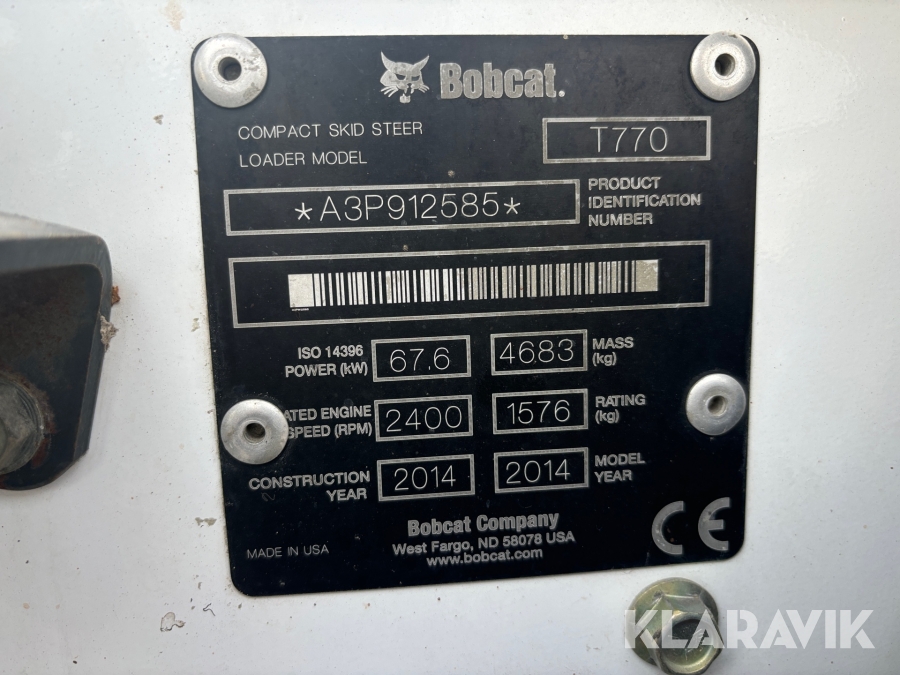 Bobcat.
COMPACT SKID STEER
LOADER MODEL
T770
*A3P912585*
PRODUCT
IDENTIFICATION
NUMBER
ISO 14396
POWER (kW)
67.6
4683
MASS
(kg)
ATED ENGINE
SPEED (RPM)
2400
1576
RATING
(kg)
CONSTRUCTION
YEAR
2014
2014
MODEL
YEAR
Bobcat Company
West Fargo, ND 58078 USA
www.bobcat.com
MADE IN USA
CE
KLARAVIK